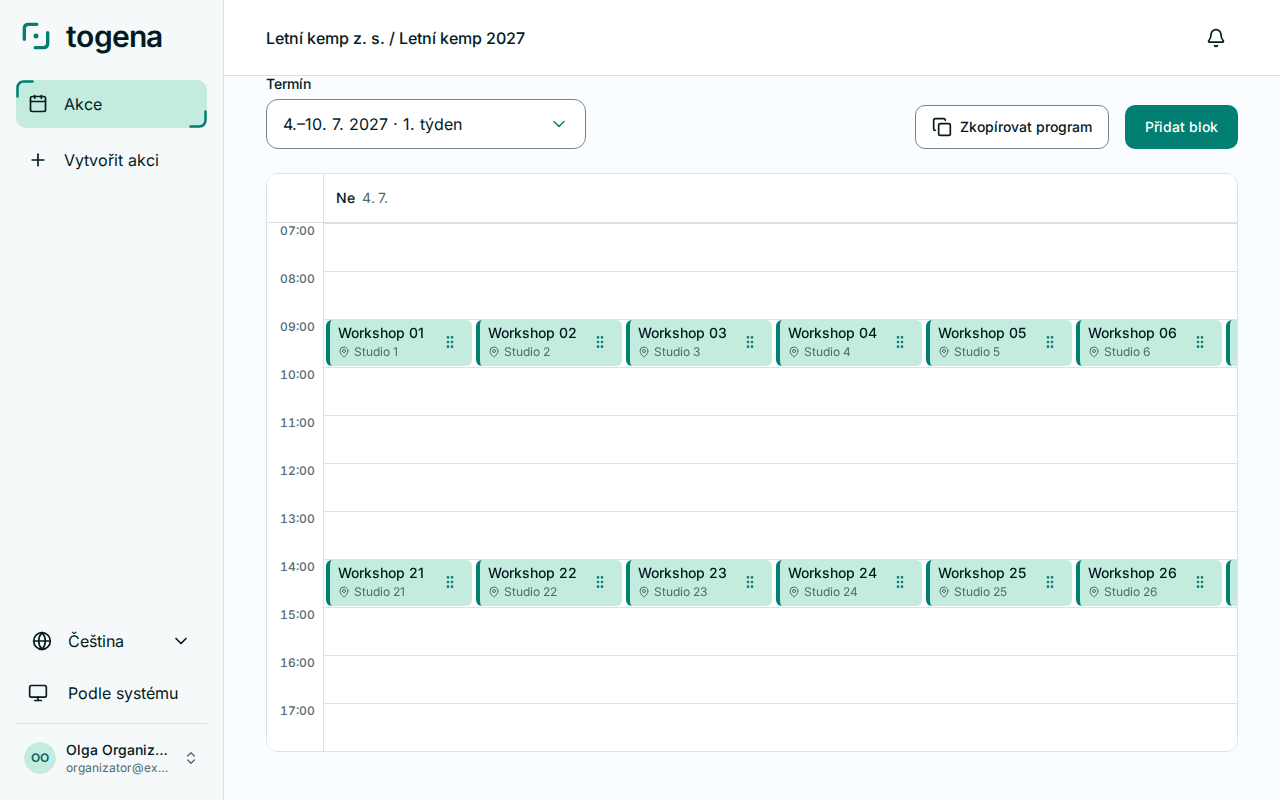 togena
Letní kemp z. s. / Letní kemp 2027
Akce
Vytvořit akci
Termín
4.–10. 7. 2027 · 1. týden
Zkopírovat program
Přidat blok
Ne 4. 7.
07:00
08:00
09:00
Workshop 01 Workshop 02 Workshop 03 Workshop 04 Workshop 05 Workshop 06
Studio 1 Studio 2 Studio 3 Studio 4 Studio 5 Studio 6
10:00
11:00
12:00
13:00
14:00
Workshop 21 Workshop 22 Workshop 23 Workshop 24 Workshop 25 Workshop 26
Studio 21 Studio 22 Studio 23 Studio 24 Studio 25 Studio 26
15:00
16:00
17:00
Čeština
Podle systému
OO
Olga Organiz...
organizator@ex...